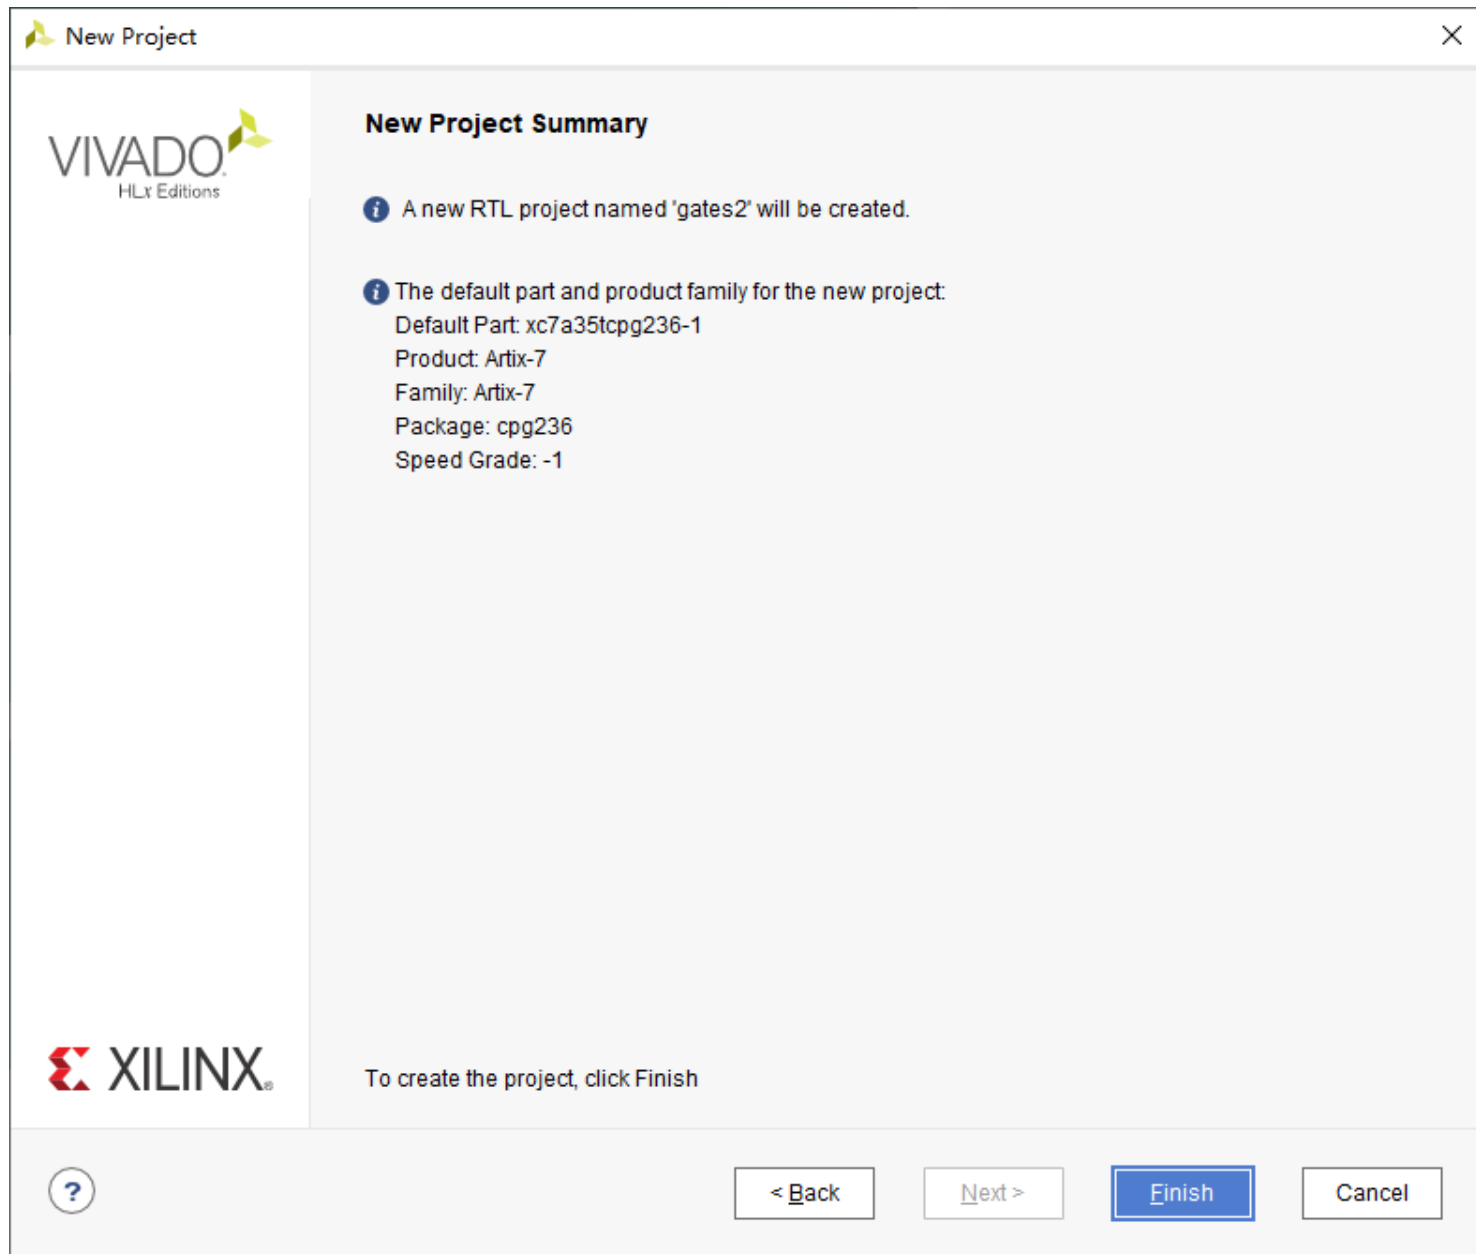 New Project
VIVADO.
HLx Editions
New Project Summary
A new RTL project named 'gates2' will be created.
The default part and product family for the new project:
Default Part: xc7a35tcpg236-1
Product: Artix-7
Family: Artix-7
Package: cpg236
Speed Grade: -1
XILINX®
To create the project, click Finish
?
< Back
Next >
Finish
Cancel